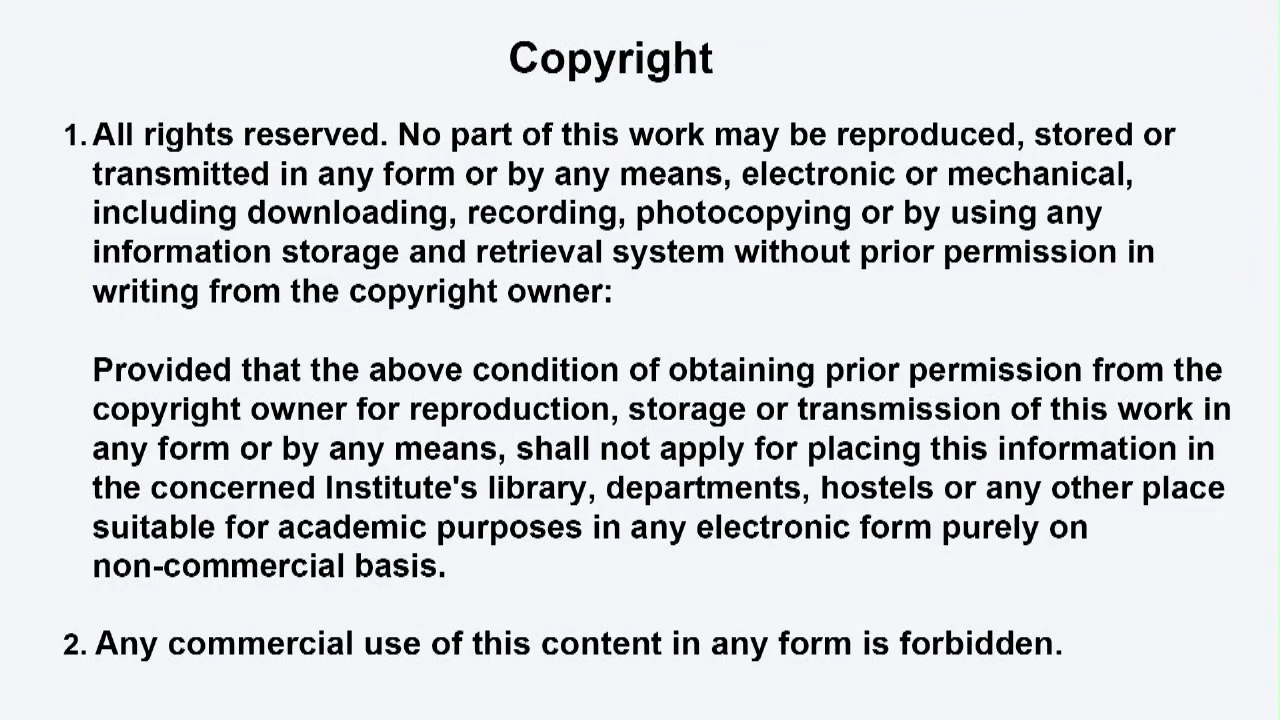 Copyright
1. All rights reserved. No part of this work may be reproduced, stored or
transmitted in any form or by any means, electronic or mechanical,
including downloading, recording, photocopying or by using any
information storage and retrieval system without prior permission in
writing from the copyright owner:
Provided that the above condition of obtaining prior permission from the
copyright owner for reproduction, storage or transmission of this work in
any form or by any means, shall not apply for placing this information in
the concerned Institute's library, departments, hostels or any other place
suitable for academic purposes in any electronic form purely on
non-commercial basis.
2. Any commercial use of this content in any form is forbidden.